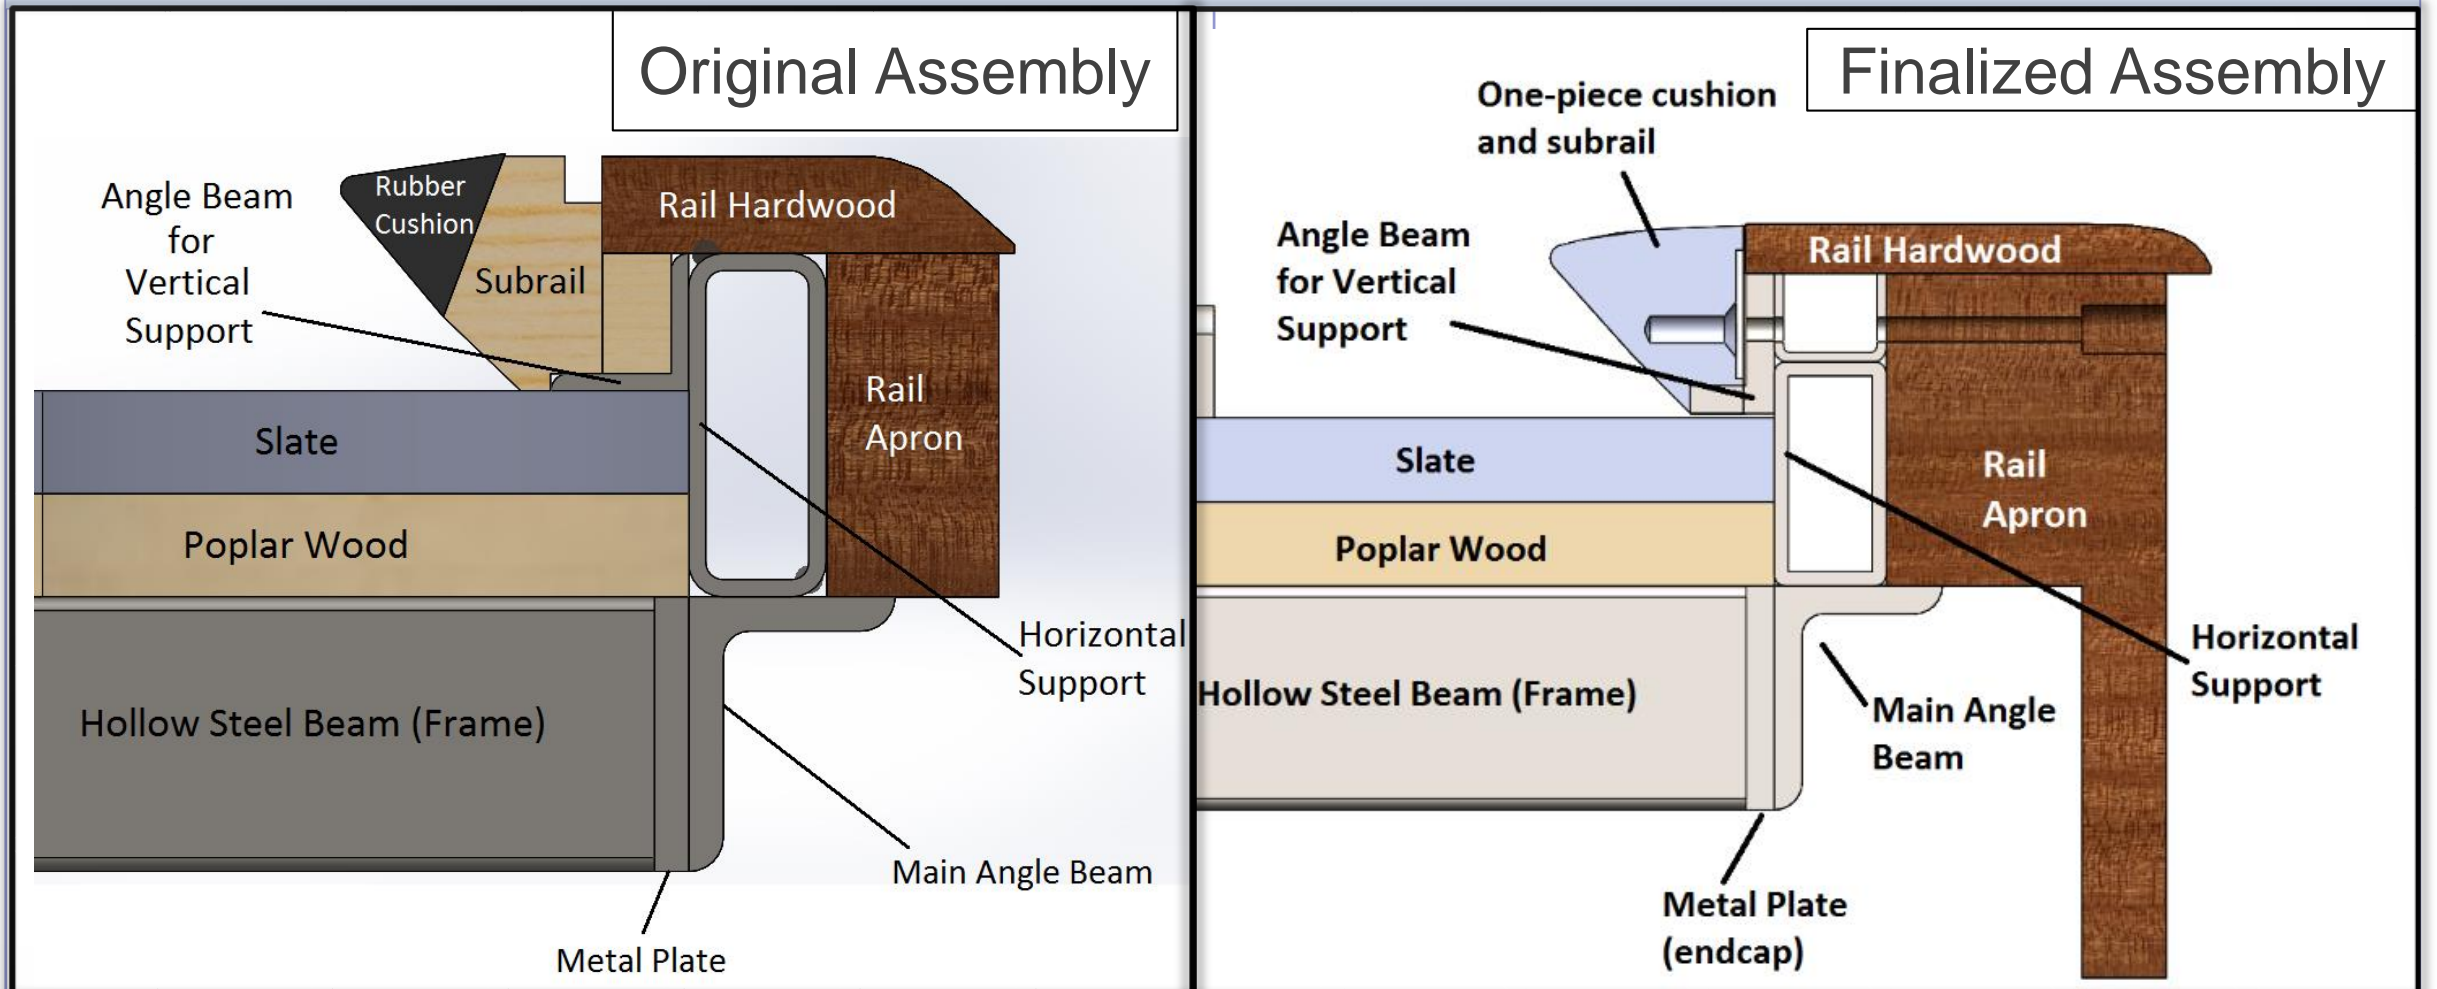 Original Assembly
Angle Beam
for
Vertical
Support
Rubber
Cushion
Subrail
Rail Hardwood
Rail
Apron
Slate
Poplar Wood
Hollow Steel Beam (Frame)
Horizontal
Support
Main Angle Beam
Metal Plate
Finalized Assembly
One-piece cushion
and subrail
Angle Beam
for Vertical
Support
Rail Hardwood
Slate
Poplar Wood
Rail
Apron
Hollow Steel Beam (Frame)
Horizontal
Support
Main Angle
Beam
Metal Plate
(endcap)